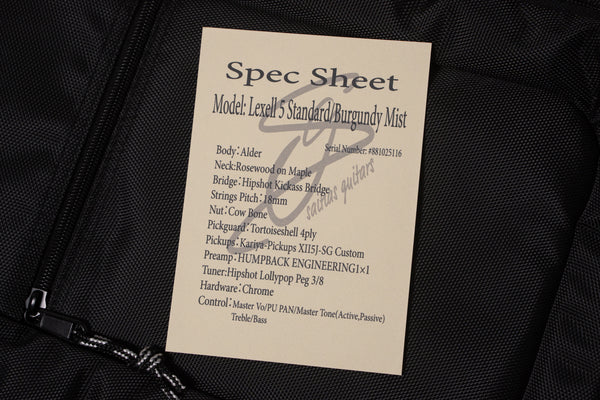 Spec Sheet
Model: Lexell 5 Standard/Burgundy Mist
Serial Number: #881025116
Body：Alder
Neck:Rosewood on Maple
Bridge：Hipshot Kickass Bridge
Strings Pitch：18mm
Nut：Cow Bone
Pickguard：Tortoiseshell 4ply
Pickups：Kariya-Pickups XII5J-SG Custom
Preamp：HUMPBACK ENGINEERING1×1
Tuner:Hipshot Lollypop Peg 3/8
Hardware：Chrome
Control：Master Vo/PU PAN/Master Tone(Active,Passive)
Treble/Bass
saitias guitars